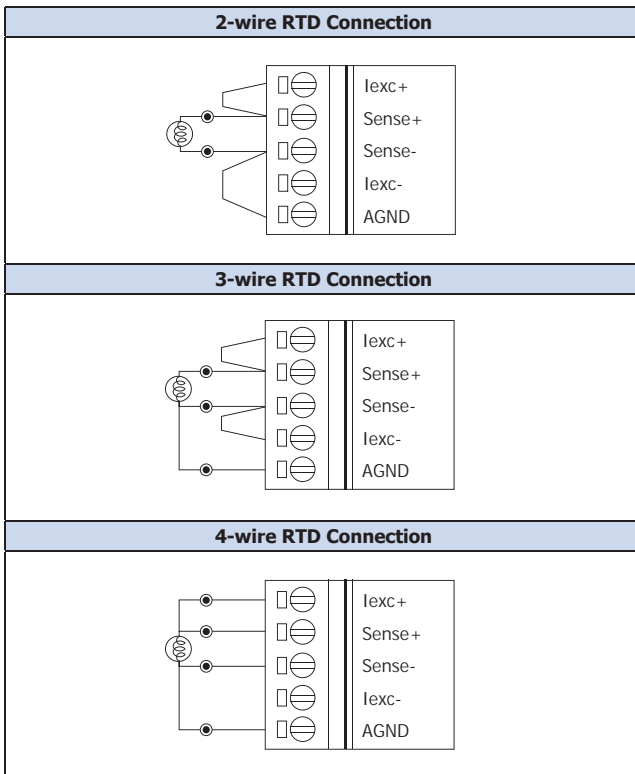 2-wire RTD Connection
Iexc+
Sense+
Sense-
Iexc-
AGND
3-wire RTD Connection
Iexc+
Sense+
Sense-
Iexc-
AGND
4-wire RTD Connection
Iexc+
Sense+
Sense-
Iexc-
AGND